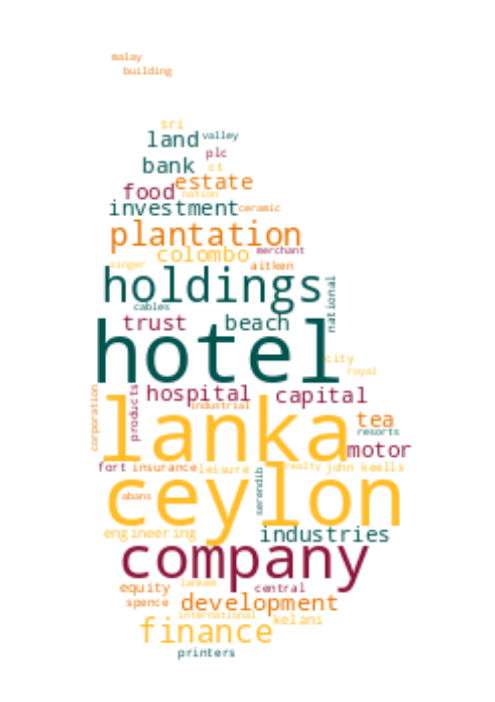 malay
building
sri
land valley
plc
bank ct
estate
food nation
investment ceramic
plantation
colombo merchant
singer aitken
holdings national
cables
trust beach
hotel
city
royal
hospital capital
corporation products industrial
lanka
tea
resorts
motor
fort insurance leisure realty john keells
ceylon
abans serendib
engineering industries
company
equity lankem central
spence development
international kelani
finance
printers